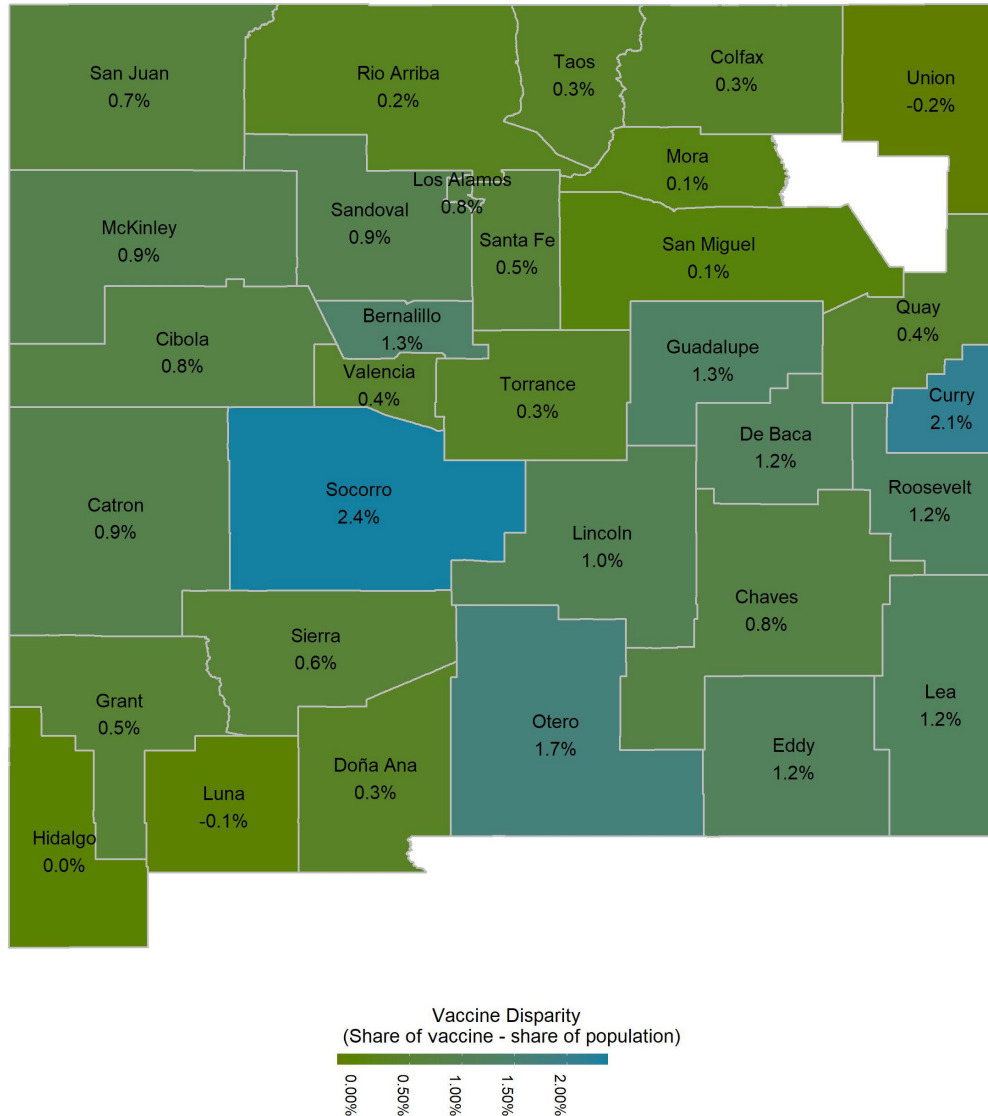 San Juan
0.7%
Rio Arriba
0.2%
Taos
0.3%
Colfax
0.3%
Union
-0.2%
Mora
0.1%
Los Alamos
0.8%
McKinley
0.9%
Sandoval
0.9%
Santa Fe
0.5%
San Miguel
0.1%
Quay
0.4%
Bernalillo
1.3%
Cibola
0.8%
Valencia
0.4%
Torrance
0.3%
Guadalupe
1.3%
Curry
2.1%
De Baca
1.2%
Roosevelt
1.2%
Catron
0.9%
Socorro
2.4%
Lincoln
1.0%
Chaves
0.8%
Sierra
0.6%
Grant
0.5%
Otero
1.7%
Lea
1.2%
Eddy
1.2%
Doña Ana
0.3%
Luna
-0.1%
Hidalgo
0.0%
Vaccine Disparity
(Share of vaccine - share of population)
0.00%
0.50%
1.00%
1.50%
2.00%